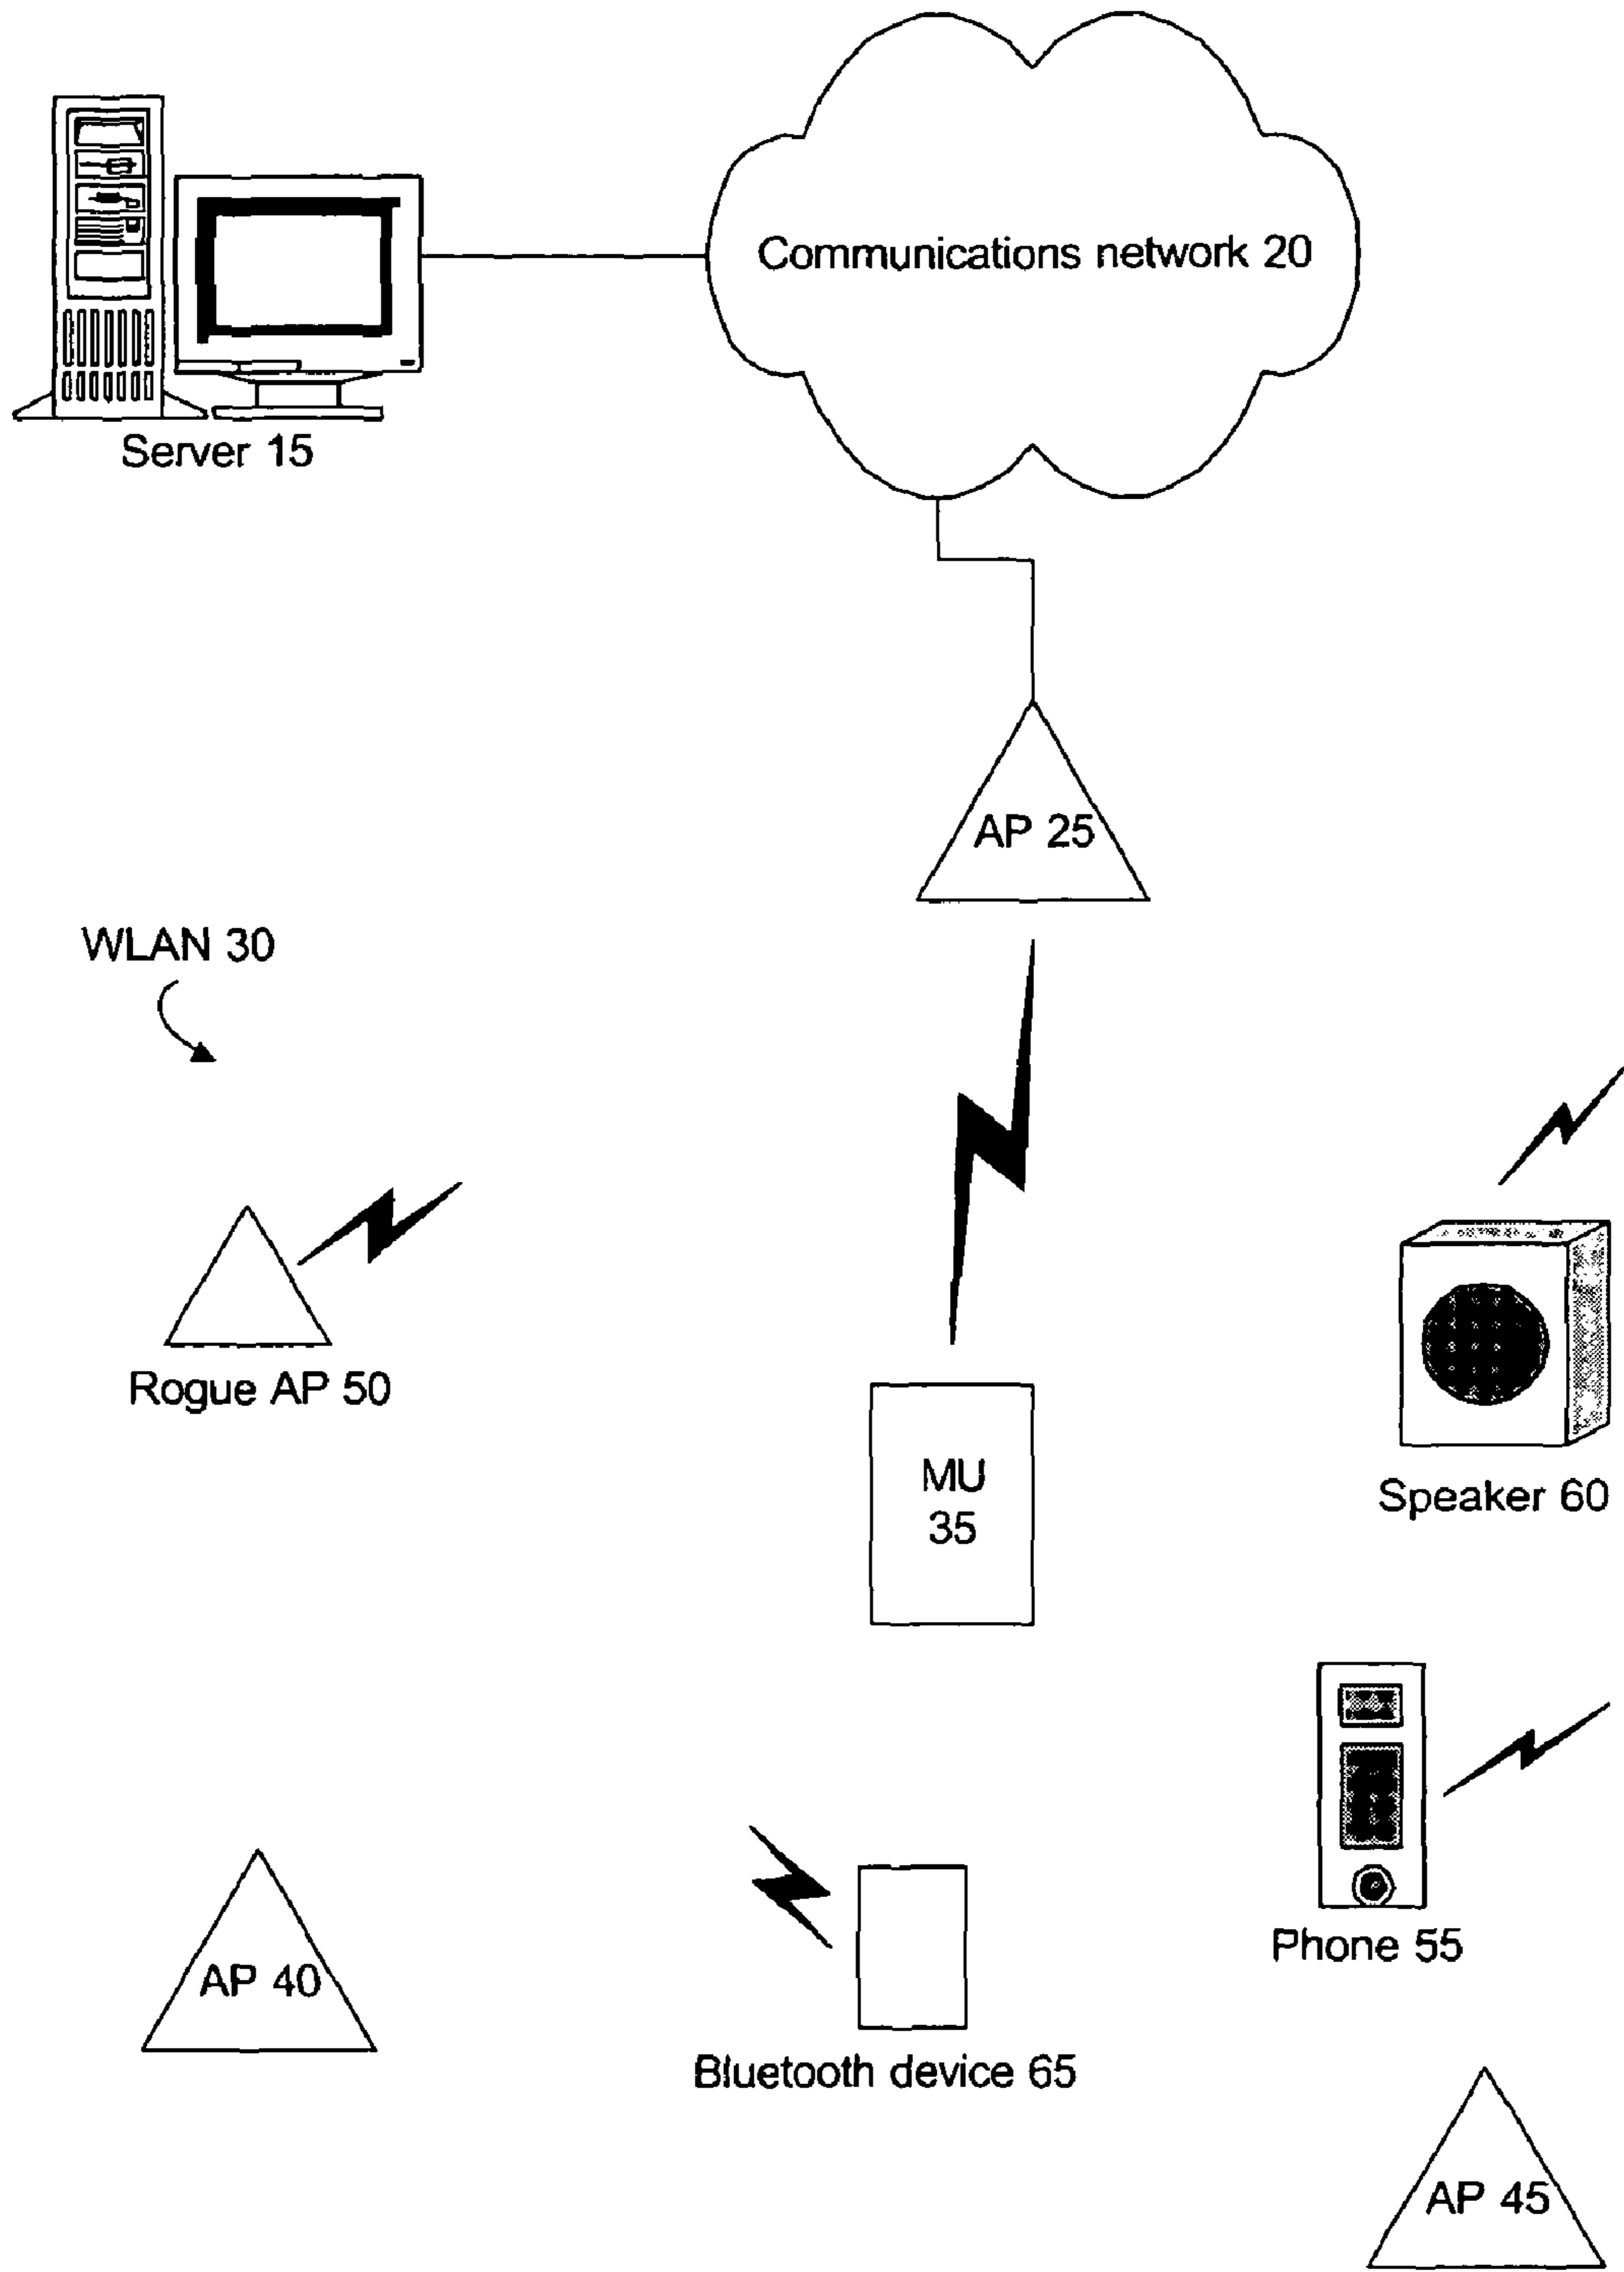 Communications network 20
Server 15
AP 25
WLAN 30
Rogue AP 50
MU
35
Speaker 60
Phone 55
AP 40
Bluetooth device 65
AP 45